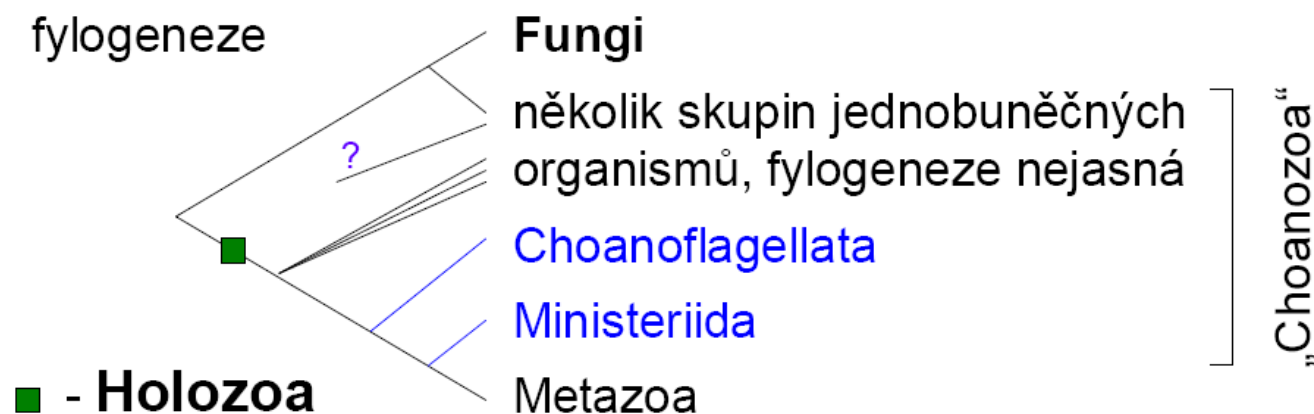 fylogeneze
Fungi
několik skupin jednobuněčných
organismů, fylogeneze nejasná
?
Choanoflagellata
Ministeriida
Metazoa
„Choanozoa“
- Holozoa